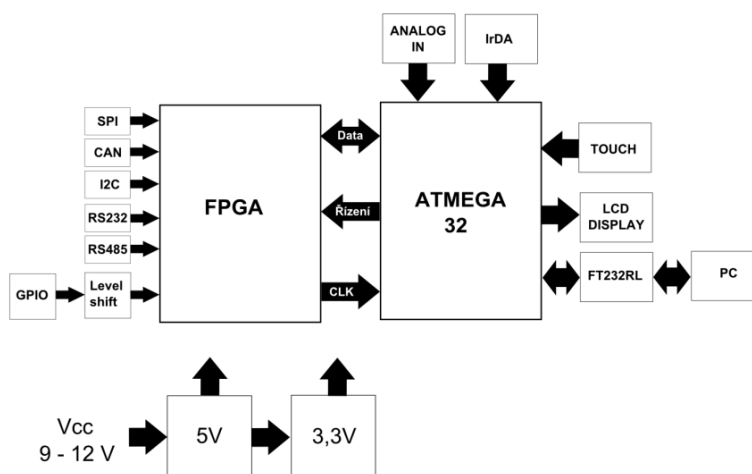 ANALOG
IN
IrDA
SPI
CAN
I2C
RS232
RS485
GPIO
Level
shift
FPGA
Data
Řízení
CLK
ATMEGA
32
TOUCH
LCD
DISPLAY
FT232RL
PC
Vcc
9 - 12 V
5V
3,3V